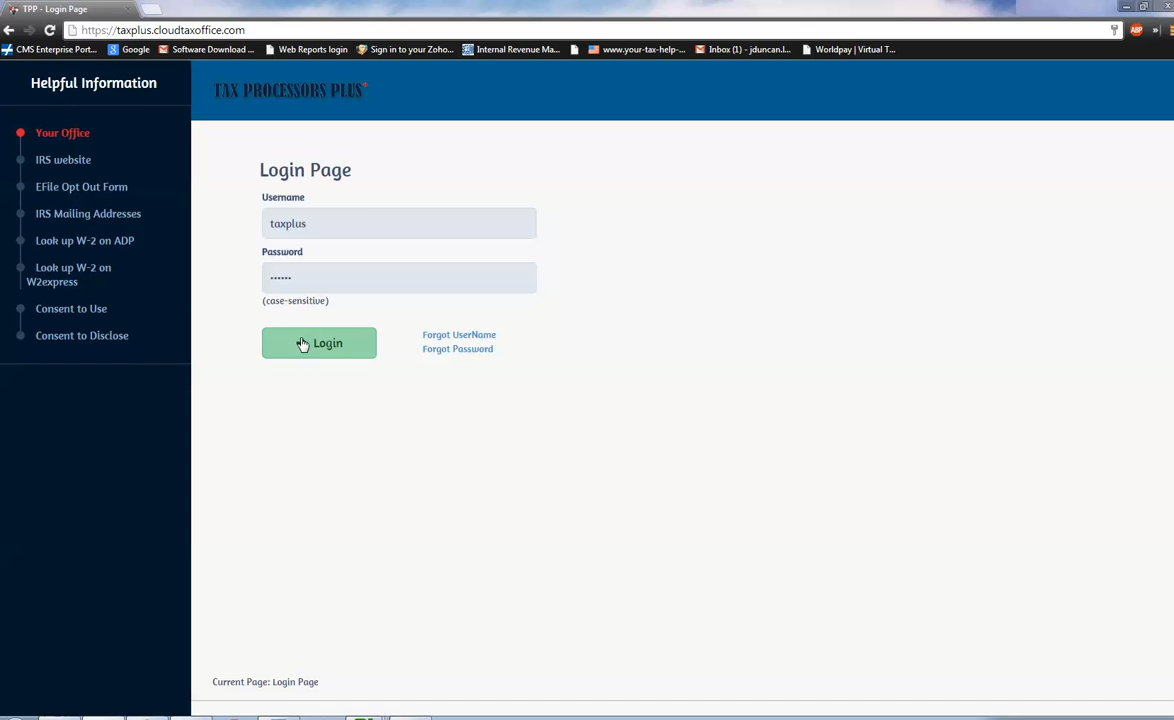 TPP - Login Page
https://taxplus.cloudtaxoffice.com
ABP »
CMS Enterprise Port... Google Software Download ... Web Reports login Sign in to your Zoho... Internal Revenue Ma... www.your-tax-help-... Inbox (1) - jduncan.l... Worldpay | Virtual T...
Helpful Information
Your Office
IRS website
EFile Opt Out Form
IRS Mailing Addresses
Look up W-2 on ADP
Look up W-2 on
W2express
Consent to Use
Consent to Disclose
TAX PROCESSORS PLUS+
Login Page
Username
taxplus
Password
••••••
(case-sensitive)
Login
Forgot UserName
Forgot Password
Current Page: Login Page